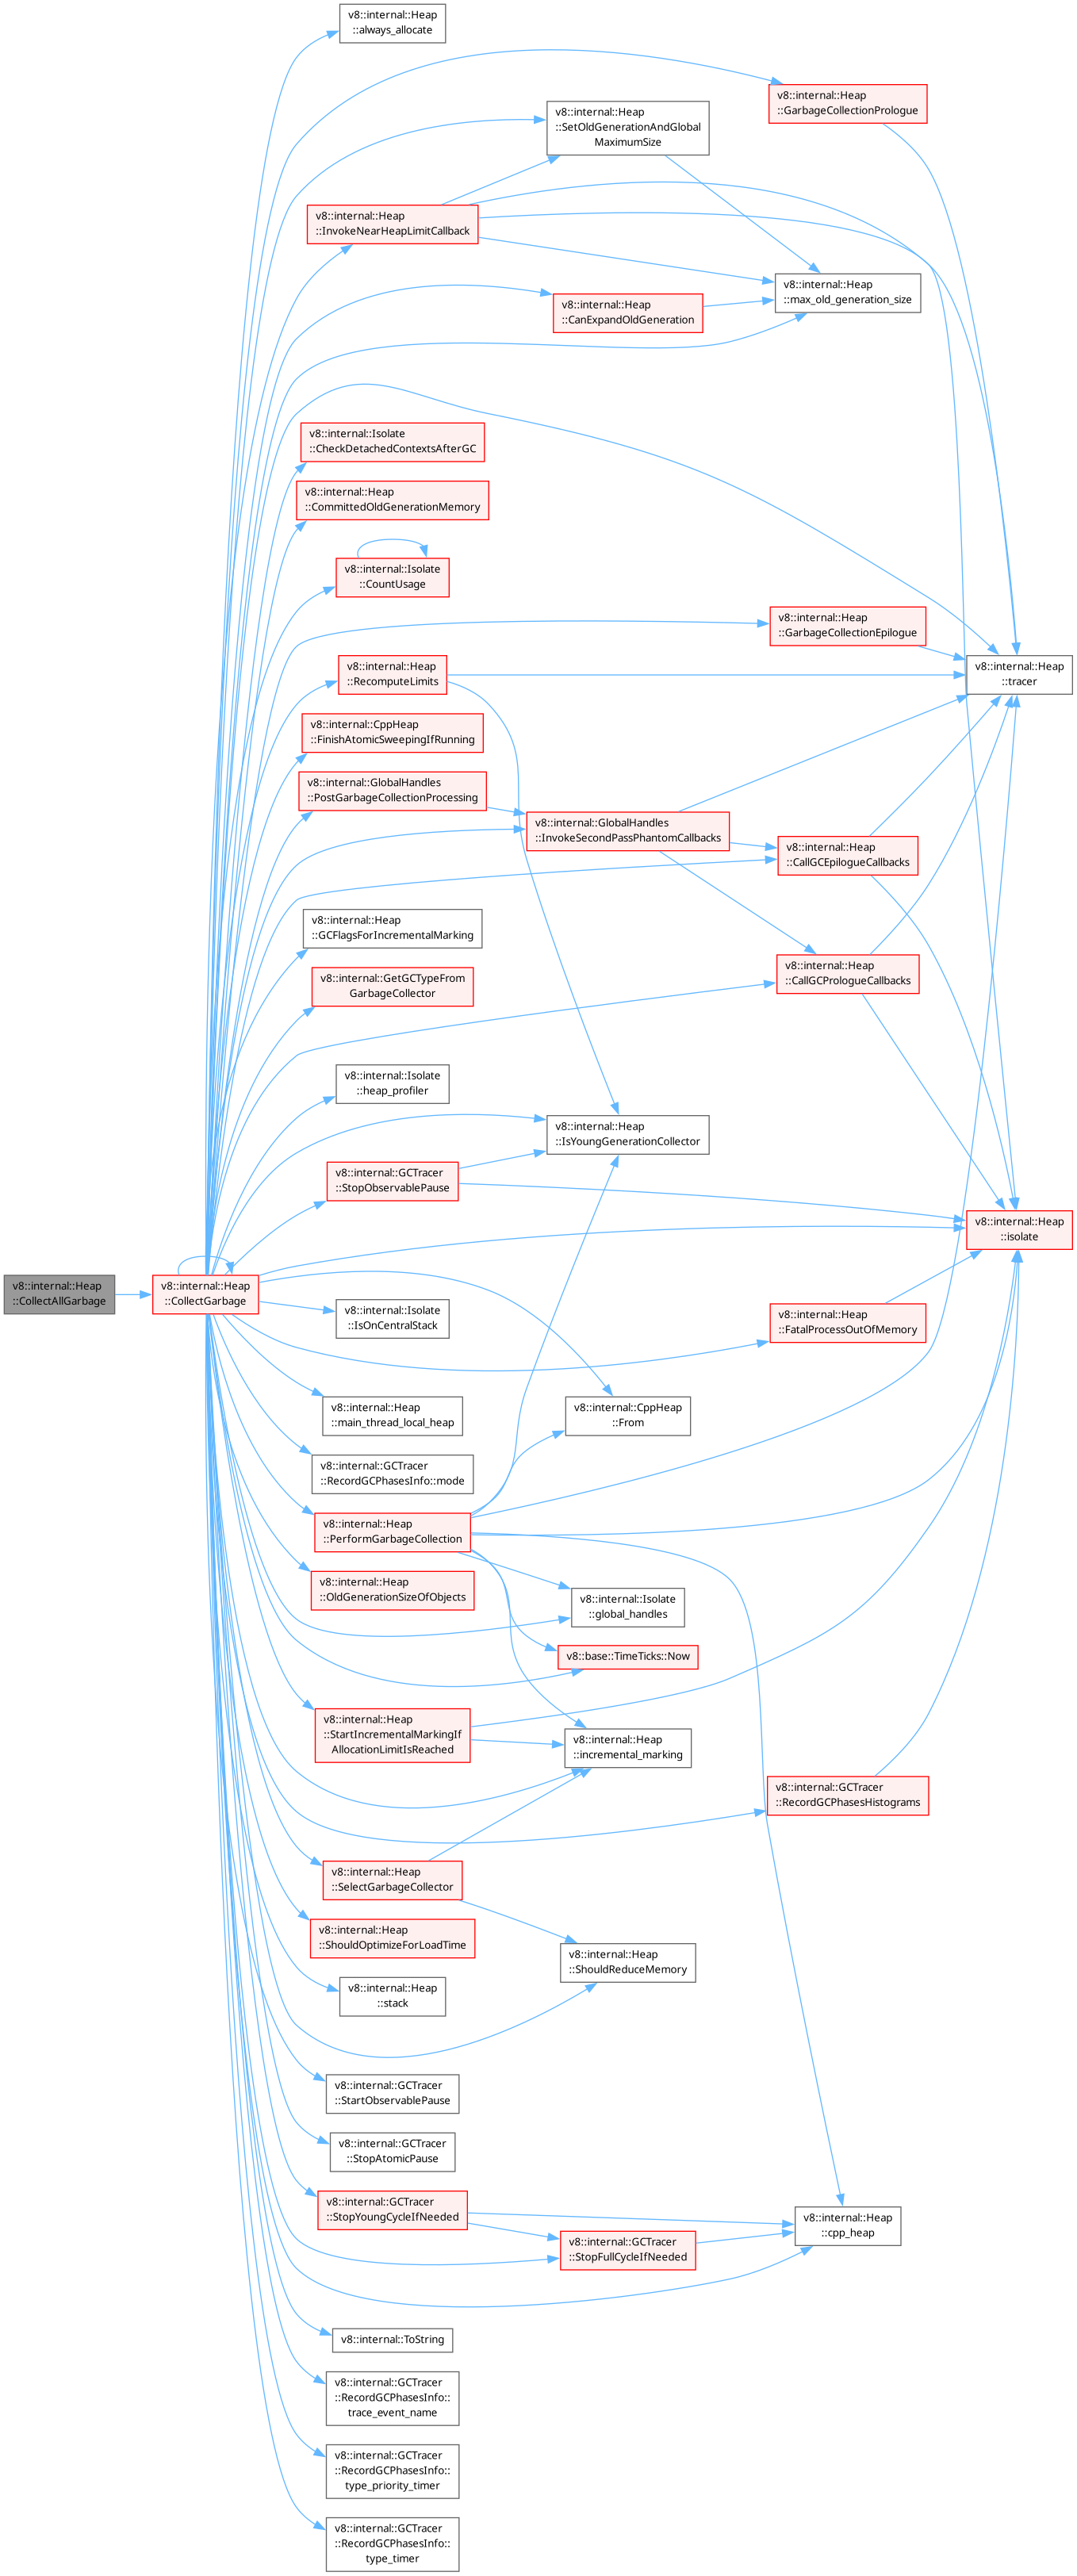 v8::internal::Heap
::always_allocate
v8::internal::Heap
::GarbageCollectionPrologue
v8::internal::Heap
::SetOldGenerationAndGlobal
MaximumSize
v8::internal::Heap
::InvokeNearHeapLimitCallback
v8::internal::Heap
::max_old_generation_size
v8::internal::Heap
::CanExpandOldGeneration
v8::internal::Isolate
::CheckDetachedContextsAfterGC
v8::internal::Heap
::CommittedOldGenerationMemory
v8::internal::Isolate
::CountUsage
v8::internal::Heap
::GarbageCollectionEpilogue
v8::internal::Heap
::RecomputeLimits
v8::internal::Heap
::tracer
v8::internal::CppHeap
::FinishAtomicSweepingIfRunning
v8::internal::GlobalHandles
::PostGarbageCollectionProcessing
v8::internal::GlobalHandles
::InvokeSecondPassPhantomCallbacks
v8::internal::Heap
::CallGCEpilogueCallbacks
v8::internal::Heap
::GCFlagsForIncrementalMarking
v8::internal::Heap
::CallGCPrologueCallbacks
v8::internal::GetGCTypeFrom
GarbageCollector
v8::internal::Isolate
::heap_profiler
v8::internal::Heap
::IsYoungGenerationCollector
v8::internal::GCTracer
::StopObservablePause
v8::internal::Heap
::isolate
v8::internal::Heap
::CollectAllGarbage
v8::internal::Heap
::CollectGarbage
v8::internal::Isolate
::IsOnCentralStack
v8::internal::Heap
::FatalProcessOutOfMemory
v8::internal::Heap
::main_thread_local_heap
v8::internal::CppHeap
::From
v8::internal::GCTracer
::RecordGCPhasesInfo::mode
v8::internal::Heap
::PerformGarbageCollection
v8::internal::Heap
::OldGenerationSizeOfObjects
v8::internal::Isolate
::global_handles
v8::base::TimeTicks::Now
v8::internal::Heap
::StartIncrementalMarkingIf
AllocationLimitIsReached
v8::internal::Heap
::incremental_marking
v8::internal::GCTracer
::RecordGCPhasesHistograms
v8::internal::Heap
::SelectGarbageCollector
v8::internal::Heap
::ShouldOptimizeForLoadTime
v8::internal::Heap
::ShouldReduceMemory
v8::internal::Heap
::stack
v8::internal::GCTracer
::StartObservablePause
v8::internal::GCTracer
::StopAtomicPause
v8::internal::GCTracer
::StopYoungCycleIfNeeded
v8::internal::Heap
::cpp_heap
v8::internal::GCTracer
::StopFullCycleIfNeeded
v8::internal::ToString
v8::internal::GCTracer
::RecordGCPhasesInfo::
trace_event_name
v8::internal::GCTracer
::RecordGCPhasesInfo::
type_priority_timer
v8::internal::GCTracer
::RecordGCPhasesInfo::
type_timer